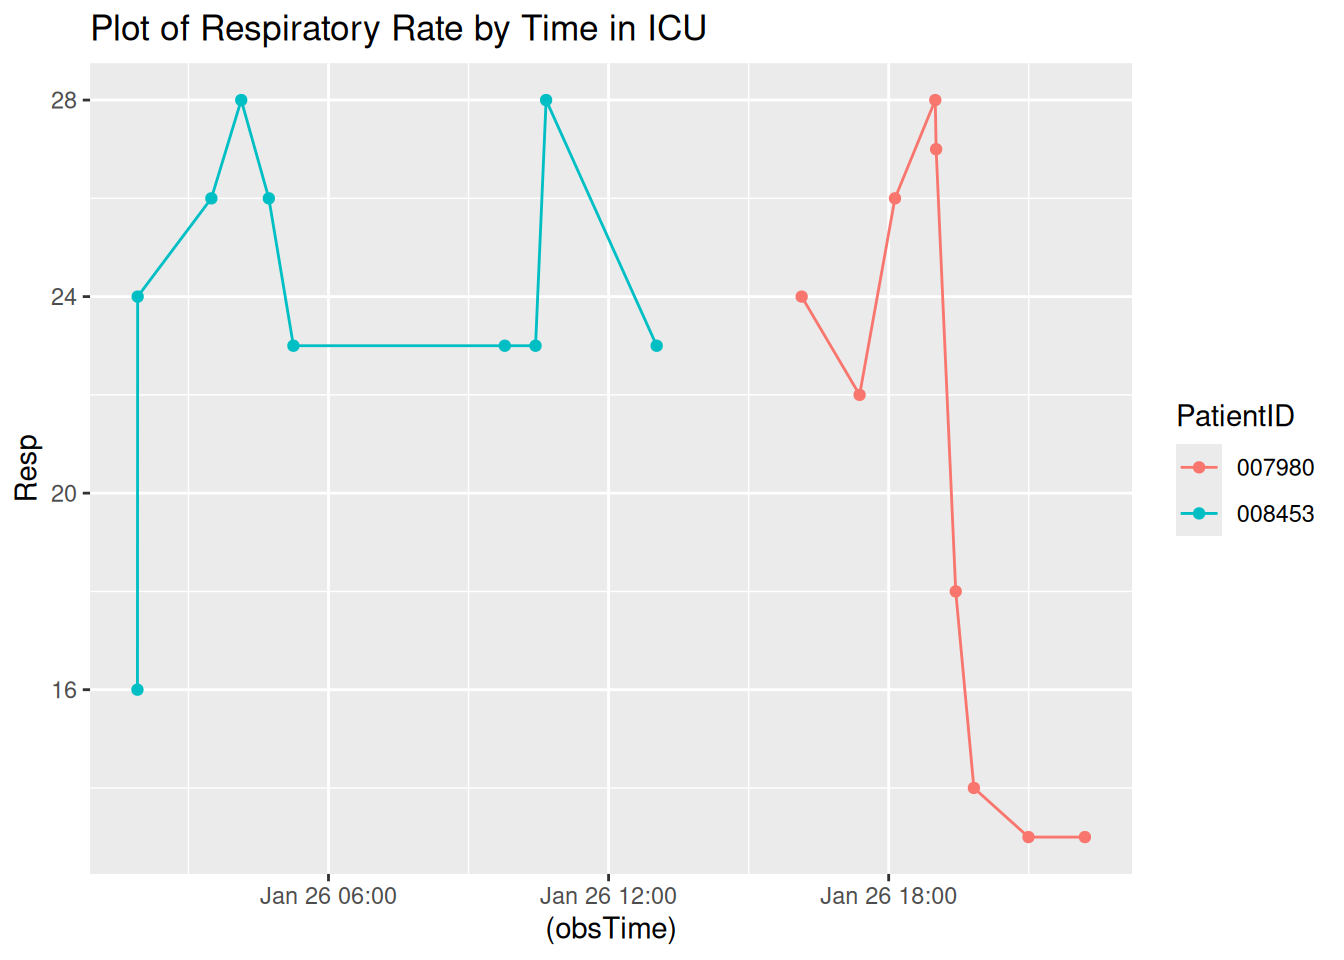 Plot of Respiratory Rate by Time in ICU
28
24
20
16
Resp
Jan 26 06:00
Jan 26 12:00
Jan 26 18:00
(obsTime)
PatientID
007980
008453